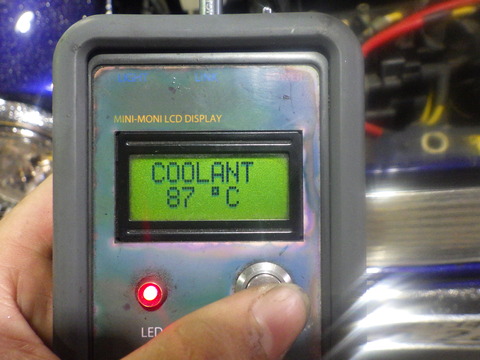 MINI-MONI LCD DISPLAY
COOLANT
87 °C
LED